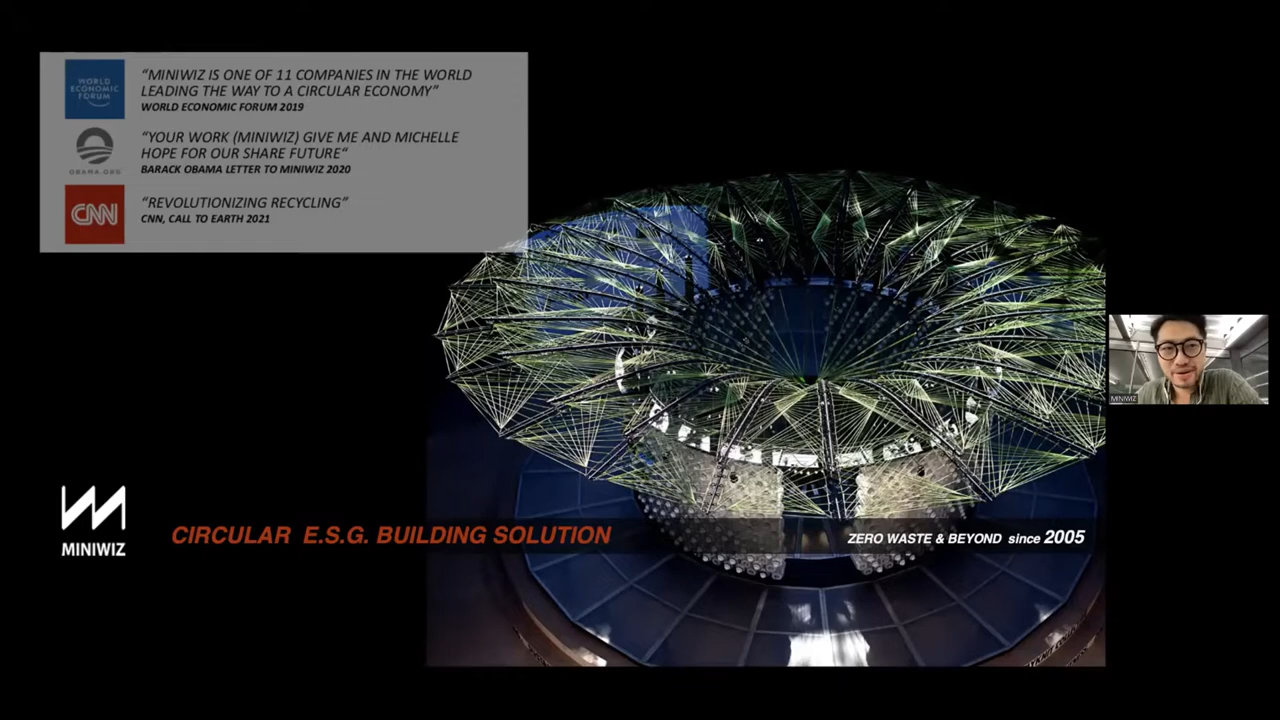 WORLD
ECONOMIC
FORUM
“MINIWIZ IS ONE OF 11 COMPANIES IN THE WORLD
LEADING THE WAY TO A CIRCULAR ECONOMY”
WORLD ECONOMIC FORUM 2019
OBAMA.ORG
“YOUR WORK (MINIWIZ) GIVE ME AND MICHELLE
HOPE FOR OUR SHARE FUTURE“
BARACK OBAMA LETTER TO MINIWIZ 2020
CNN
“REVOLUTIONIZING RECYCLING”
CNN, CALL TO EARTH 2021
MINIWIZ
MINIWIZ
CIRCULAR E.S.G. BUILDING SOLUTION
ZERO WASTE & BEYOND since 2005